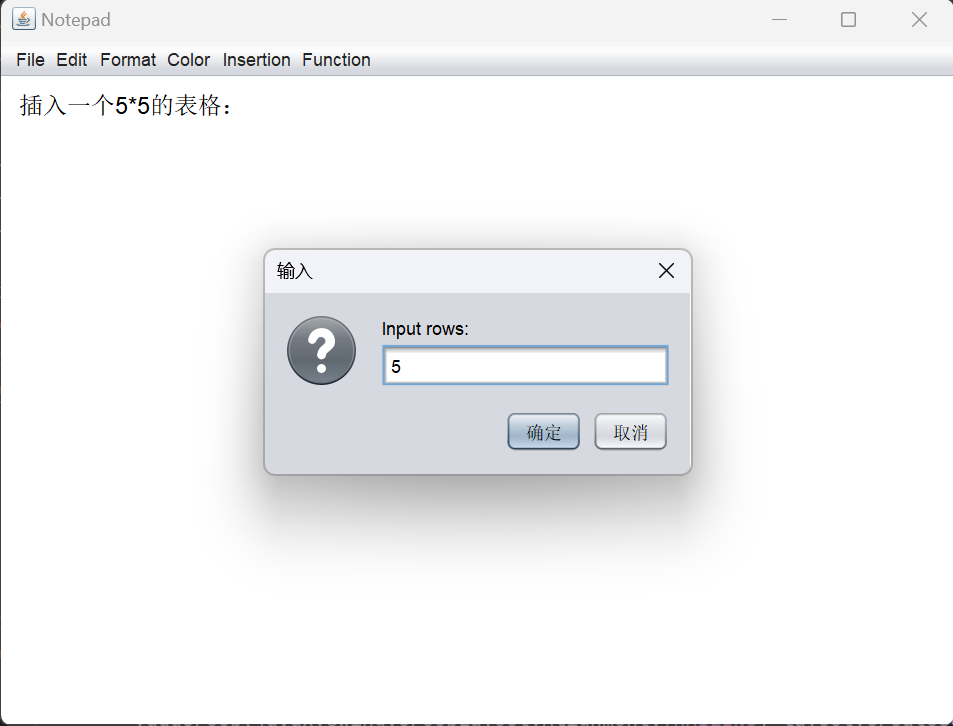 Notepad
File Edit Format Color Insertion Function
插入一个5*5的表格：
输入
Input rows:
5
确定 取消